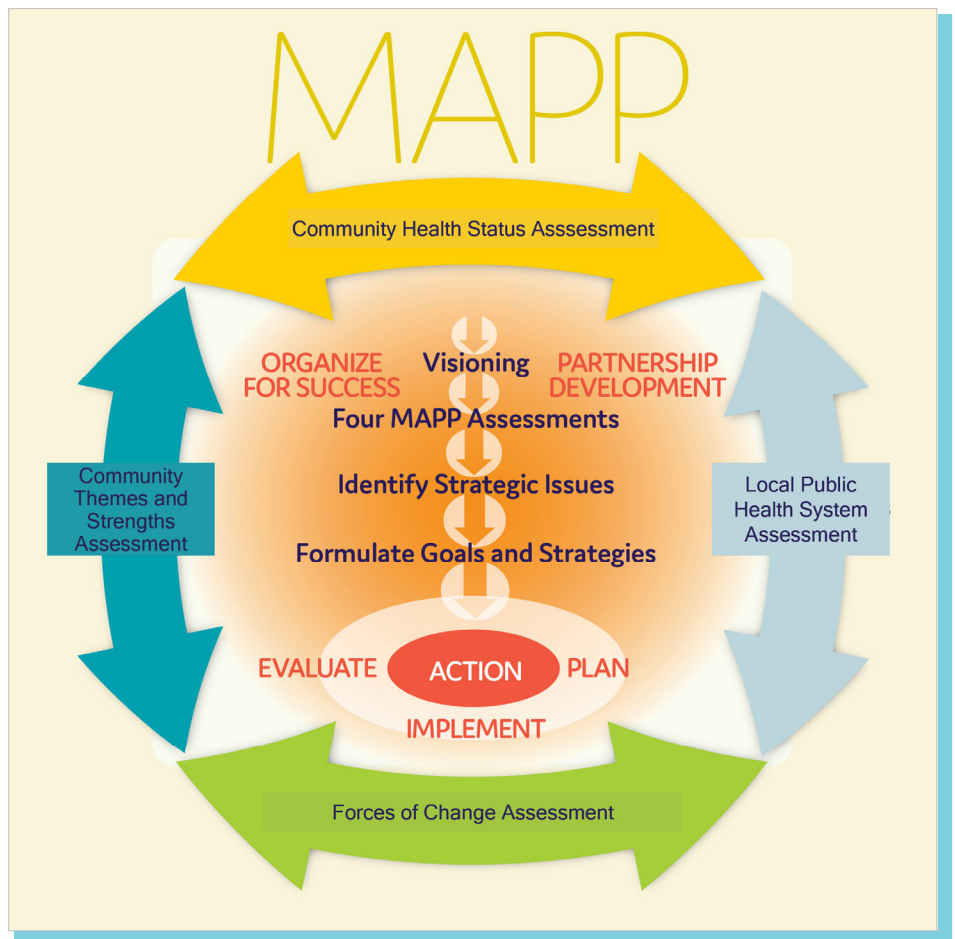 MAPP
Community Health Status Asssessment
ORGANIZE
FOR SUCCESS
Visioning
PARTNERSHIP
DEVELOPMENT
Four MAPP Assessments
Identify Strategic Issues
Formulate Goals and Strategies
Community
Themes and
Strengths
Assessment
Local Public
Health System
Assessment
EVALUATE
ACTION
PLAN
IMPLEMENT
Forces of Change Assessment